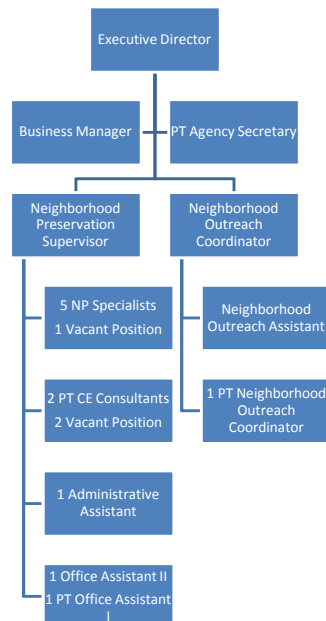 Executive Director
Business Manager
PT Agency Secretary
Neighborhood
Preservation
Supervisor
Neighborhood
Outreach
Coordinator
5 NP Specialists
1 Vacant Position
Neighborhood
Outreach Assistant
2 PT CE Consultants
2 Vacant Position
1 PT Neighborhood
Outreach
Coordinator
1 Administrative
Assistant
1 Office Assistant II
1 PT Office Assistant
I